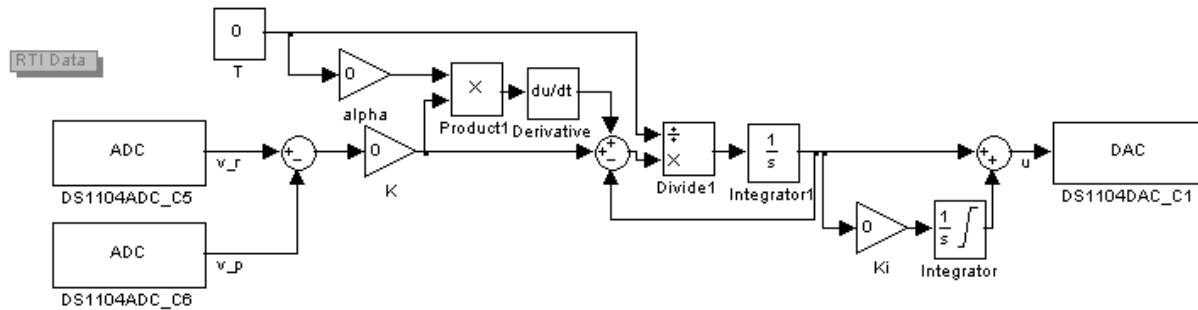 RTI Data
0
T
0
alpha
×
Product1
du/dt
Derivative
ADC
DS1104ADC_C5
v_r
+
−
0
K
+
+
−
÷
×
Divide1
1
s
Integrator1
+
+
u
DAC
DS1104DAC_C1
ADC
DS1104ADC_C6
v_p
0
Ki
1
s
Integrator